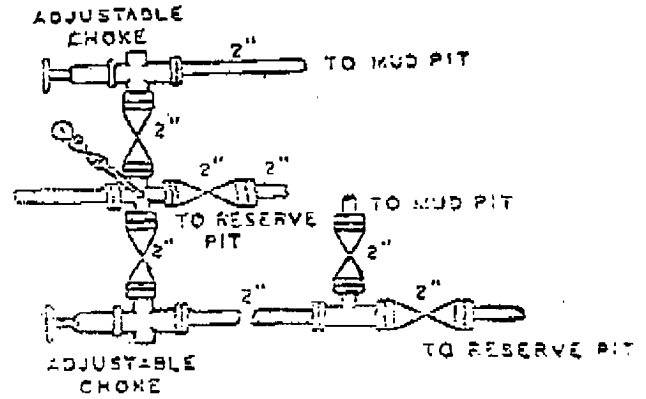 ADJUSTABLE
CHOKE
2"
TO MUD PIT
2"
2" 2"
TO RESERVE
PIT
TO MUD PIT
2"
2"
2"
2"
TO RESERVE PIT
ADJUSTABLE
CHOKE